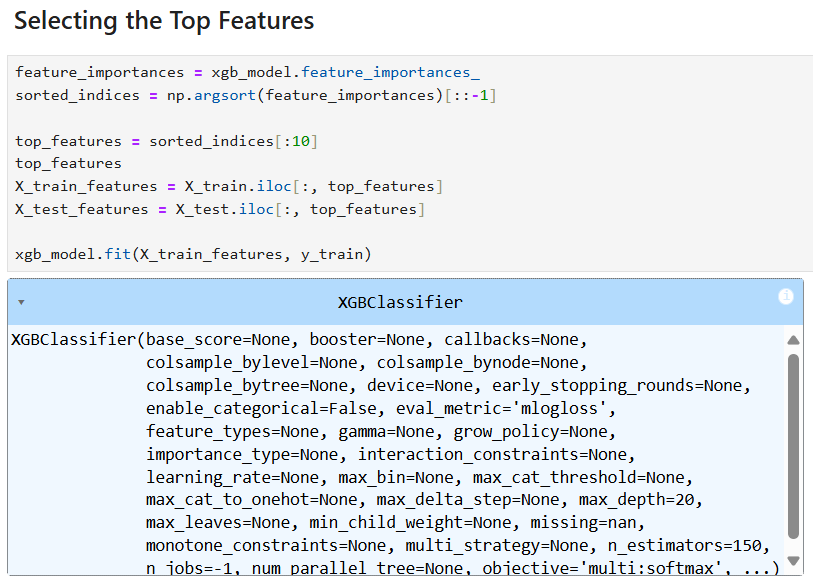 Selecting the Top Features
feature_importances = xgb_model.feature_importances_
sorted_indices = np.argsort(feature_importances)[::-1]
top_features = sorted_indices[:10]
top_features
X_train_features = X_train.iloc[:, top_features]
X_test_features = X_test.iloc[:, top_features]
xgb_model.fit(X_train_features, y_train)
▾ XGBClassifier i
XGBClassifier(base_score=None, booster=None, callbacks=None,
colsample_bylevel=None, colsample_bynode=None,
colsample_bytree=None, device=None, early_stopping_rounds=None,
enable_categorical=False, eval_metric='mlogloss',
feature_types=None, gamma=None, grow_policy=None,
importance_type=None, interaction_constraints=None,
learning_rate=None, max_bin=None, max_cat_threshold=None,
max_cat_to_onehot=None, max_delta_step=None, max_depth=20,
max_leaves=None, min_child_weight=None, missing=nan,
monotone_constraints=None, multi_strategy=None, n_estimators=150,
n_jobs=-1, num_parallel_tree=None, objective='multi:softmax', ...)